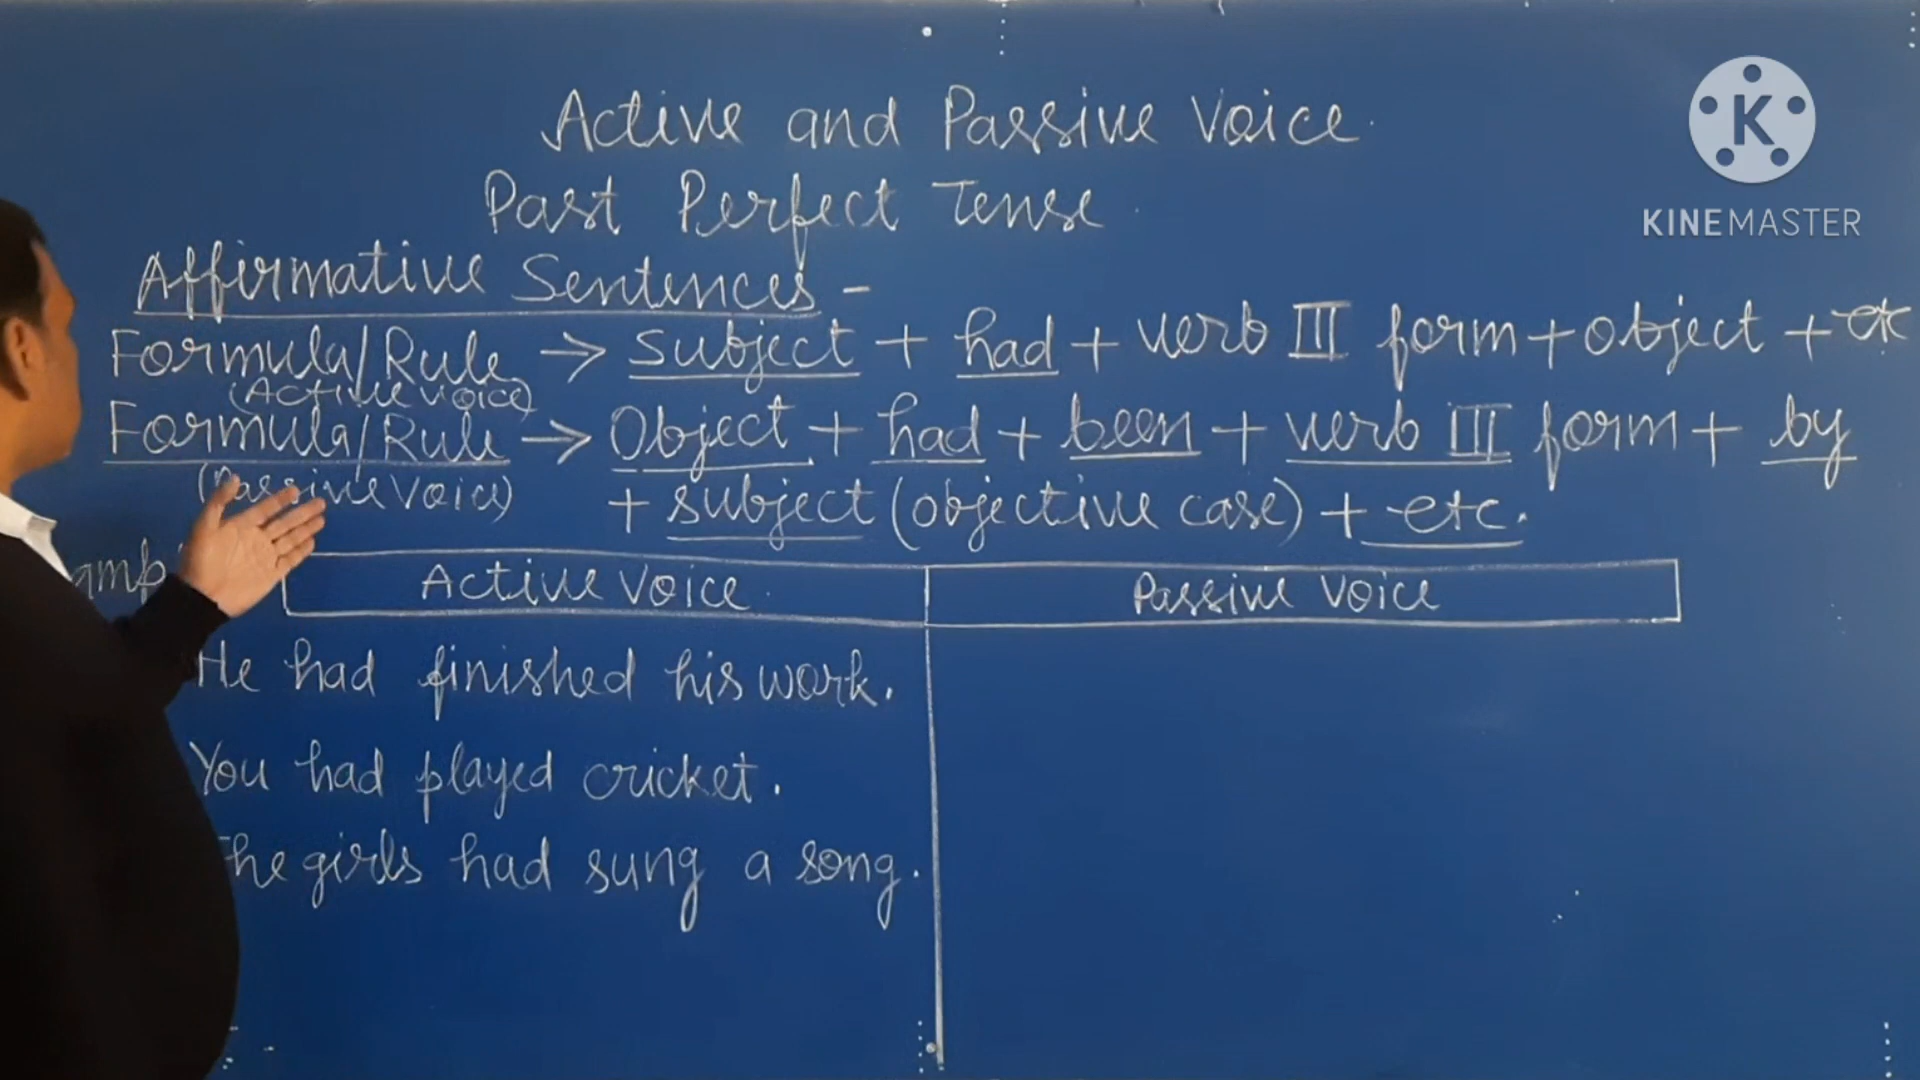 Active and Passive Voice.
Past Perfect Tense.
K
KINEMASTER
Affirmative Sentences -
Formula/Rule → Subject + had + verb III form + object + etc
(Active voice)
Formula/Rule → Object + had + been + verb III form + by
(Passive Voice) + subject (objective case) + etc.
Active Voice. Passive Voice
He had finished his work.
You had played cricket.
The girls had sung a song.